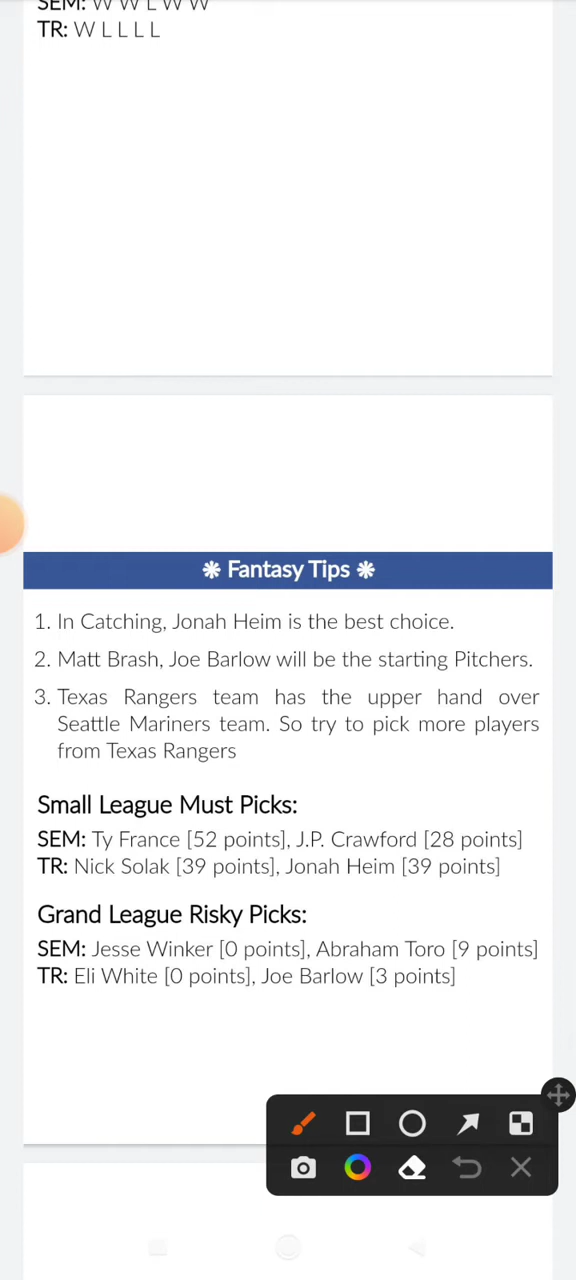 SEM: W W L W W
TR: W L L L L
❋ Fantasy Tips ❋
1. In Catching, Jonah Heim is the best choice.
2. Matt Brash, Joe Barlow will be the starting Pitchers.
3. Texas Rangers team has the upper hand over
Seattle Mariners team. So try to pick more players
from Texas Rangers
Small League Must Picks:
SEM: Ty France [52 points], J.P. Crawford [28 points]
TR: Nick Solak [39 points], Jonah Heim [39 points]
Grand League Risky Picks:
SEM: Jesse Winker [0 points], Abraham Toro [9 points]
TR: Eli White [0 points], Joe Barlow [3 points]